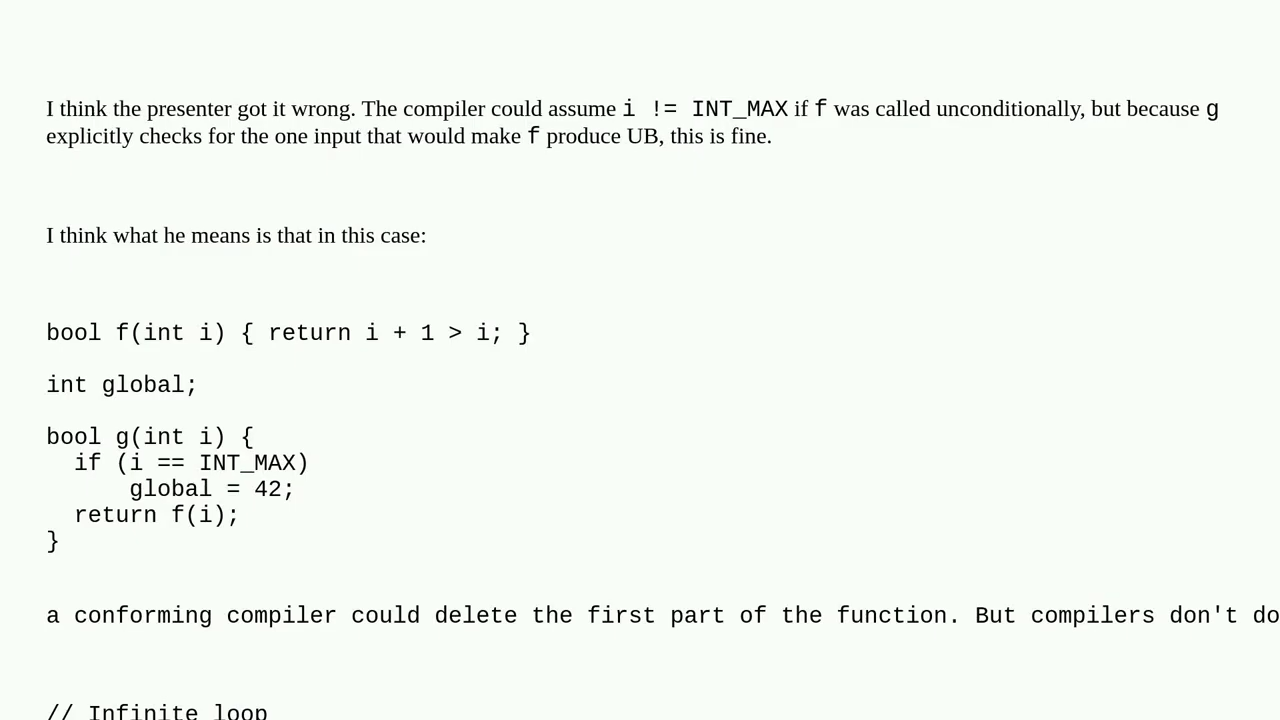 I think the presenter got it wrong. The compiler could assume i != INT_MAX if f was called unconditionally, but because g
explicitly checks for the one input that would make f produce UB, this is fine.
I think what he means is that in this case:
bool f(int i) { return i + 1 > i; }
int global;
bool g(int i) {
  if (i == INT_MAX)
      global = 42;
  return f(i);
}
a conforming compiler could delete the first part of the function. But compilers don't do
// Infinite loop